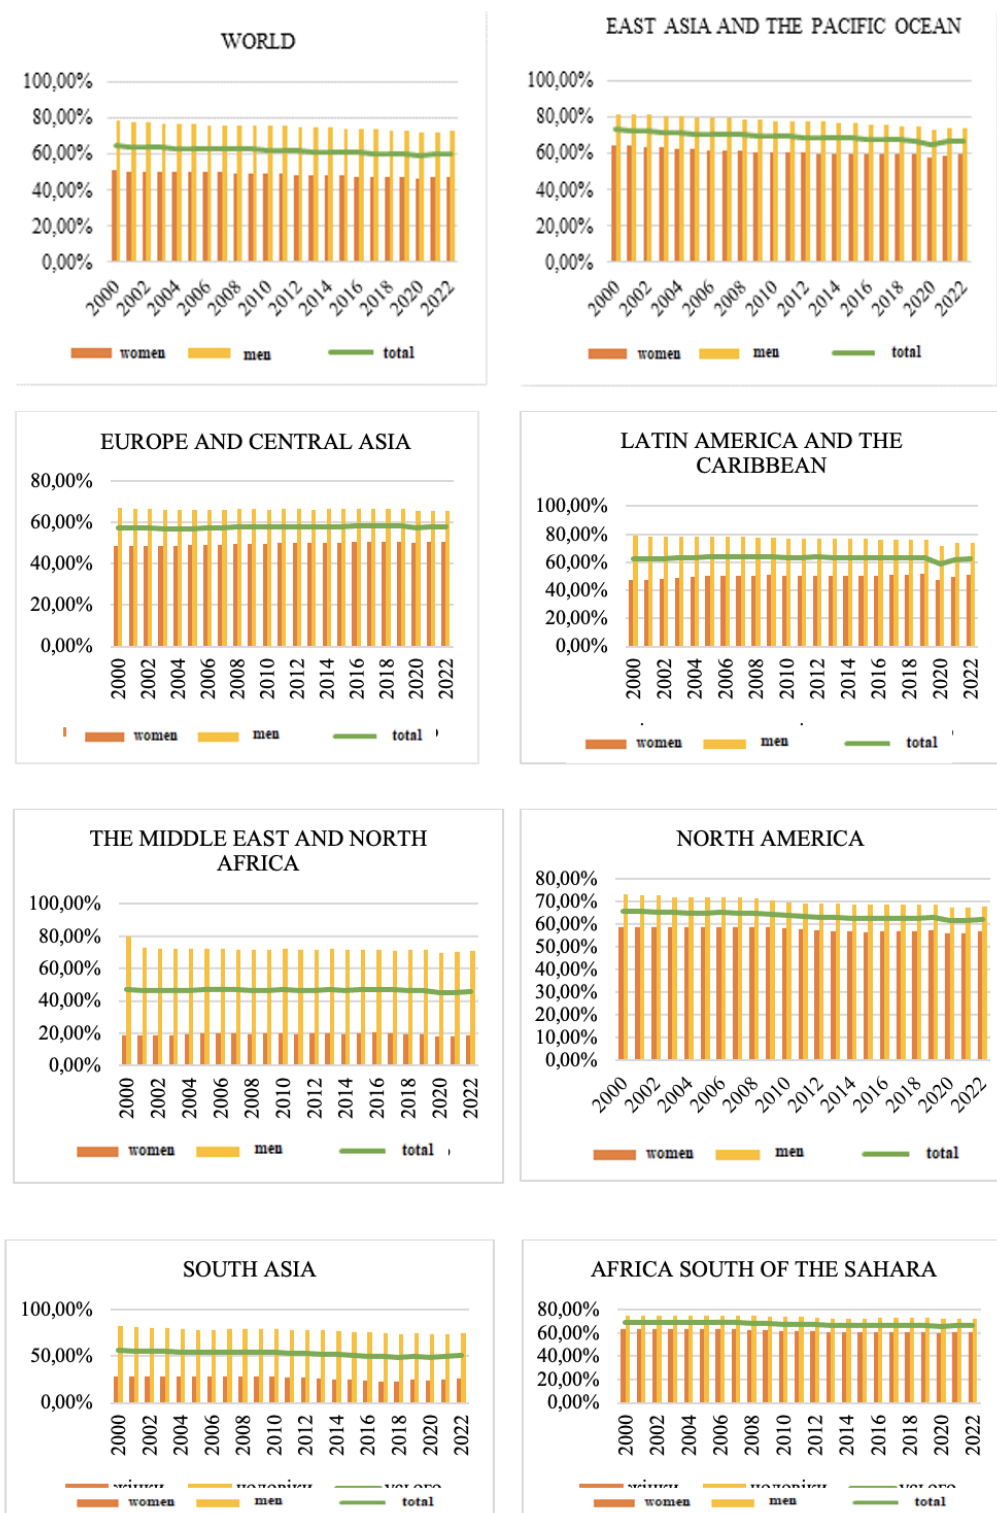 WORLD
100,00%
80,00%
60,00%
40,00%
20,00%
0,00%
2000 2002 2004 2006 2008 2010 2012 2014 2016 2018 2020 2022
women men total
EAST ASIA AND THE PACIFIC OCEAN
100,00%
80,00%
60,00%
40,00%
20,00%
0,00%
2000 2002 2004 2006 2008 2010 2012 2014 2016 2018 2020 2022
women men total
EUROPE AND CENTRAL ASIA
80,00%
60,00%
40,00%
20,00%
0,00%
2000 2002 2004 2006 2008 2010 2012 2014 2016 2018 2020 2022
women men total
LATIN AMERICA AND THE
CARIBBEAN
100,00%
80,00%
60,00%
40,00%
20,00%
0,00%
2000 2002 2004 2006 2008 2010 2012 2014 2016 2018 2020 2022
women men total
THE MIDDLE EAST AND NORTH
AFRICA
100,00%
80,00%
60,00%
40,00%
20,00%
0,00%
2000 2002 2004 2006 2008 2010 2012 2014 2016 2018 2020 2022
women men total
NORTH AMERICA
80,00%
70,00%
60,00%
50,00%
40,00%
30,00%
20,00%
10,00%
0,00%
2000 2002 2004 2006 2008 2010 2012 2014 2016 2018 2020 2022
women men total
SOUTH ASIA
100,00%
50,00%
0,00%
2000 2002 2004 2006 2008 2010 2012 2014 2016 2018 2020 2022
women men total
AFRICA SOUTH OF THE SAHARA
80,00%
60,00%
40,00%
20,00%
0,00%
2000 2002 2004 2006 2008 2010 2012 2014 2016 2018 2020 2022
women men total